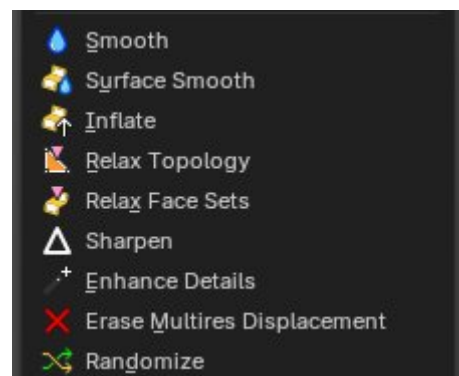 Smooth
Surface Smooth
Inflate
Relax Topology
Relax Face Sets
Sharpen
Enhance Details
Erase Multires Displacement
Randomize